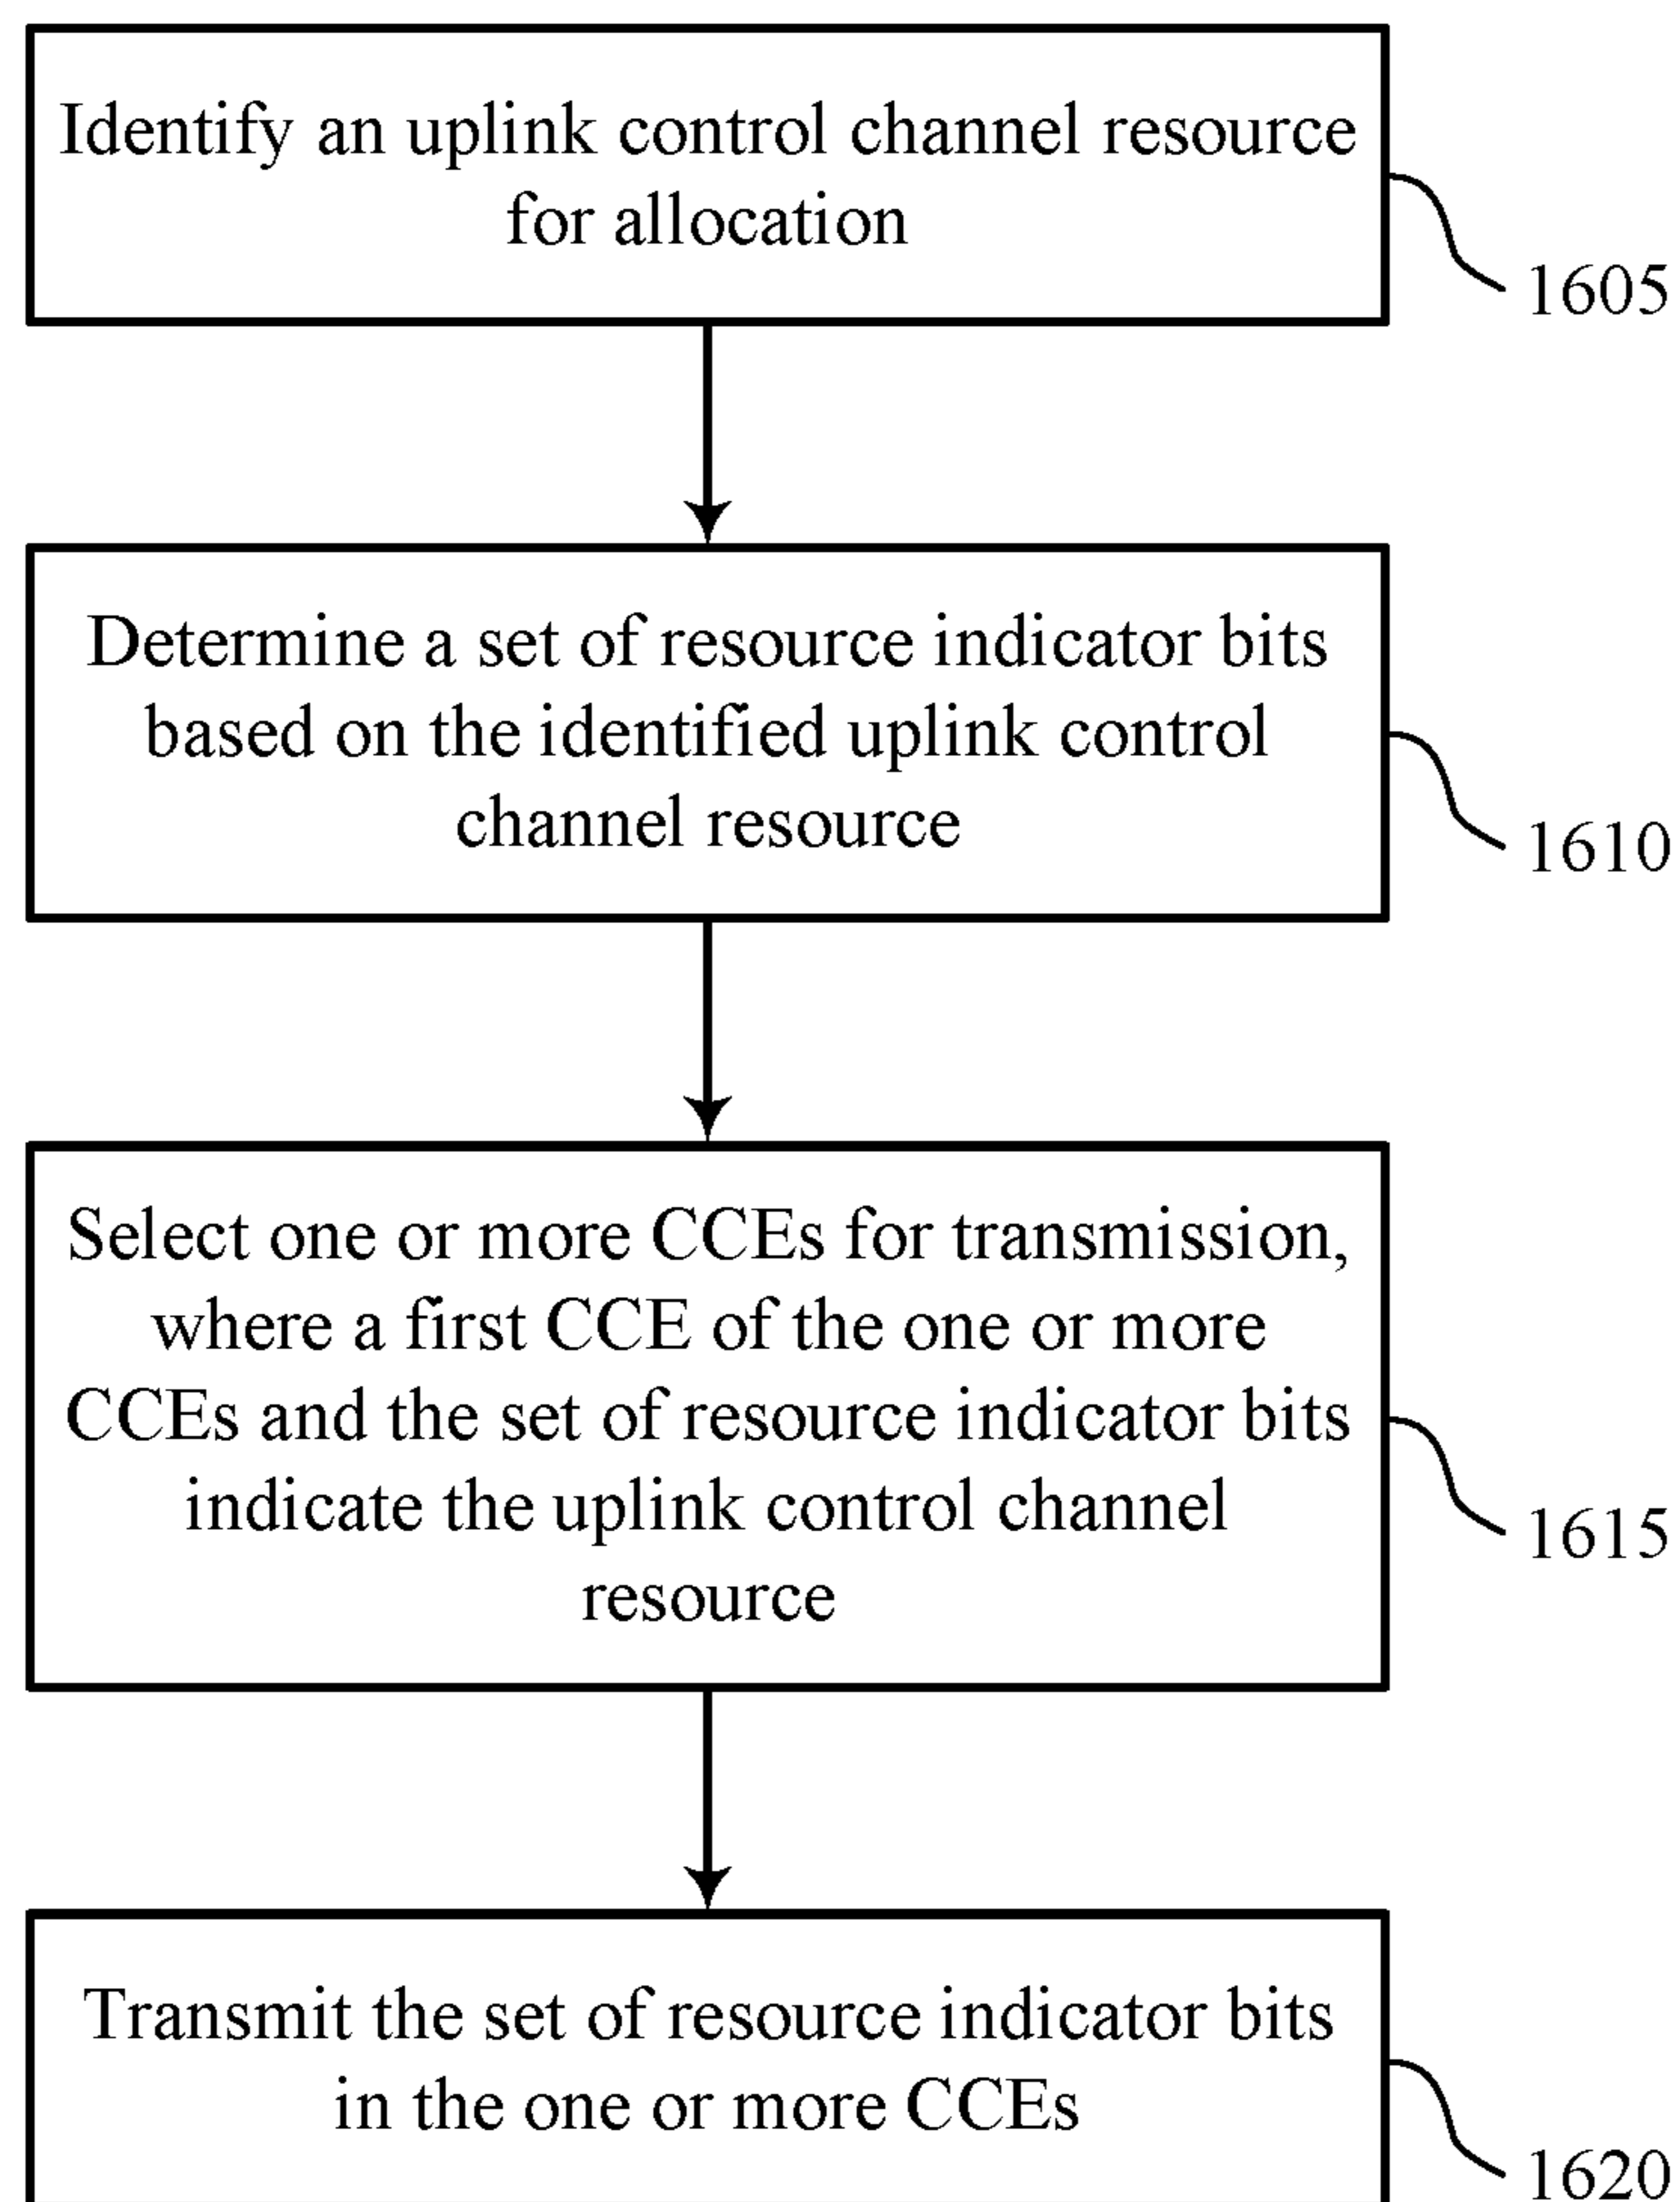 Identify an uplink control channel resource
for allocation
1605
Determine a set of resource indicator bits
based on the identified uplink control
channel resource
1610
Select one or more CCEs for transmission,
where a first CCE of the one or more
CCEs and the set of resource indicator bits
indicate the uplink control channel
resource
1615
Transmit the set of resource indicator bits
in the one or more CCEs
1620